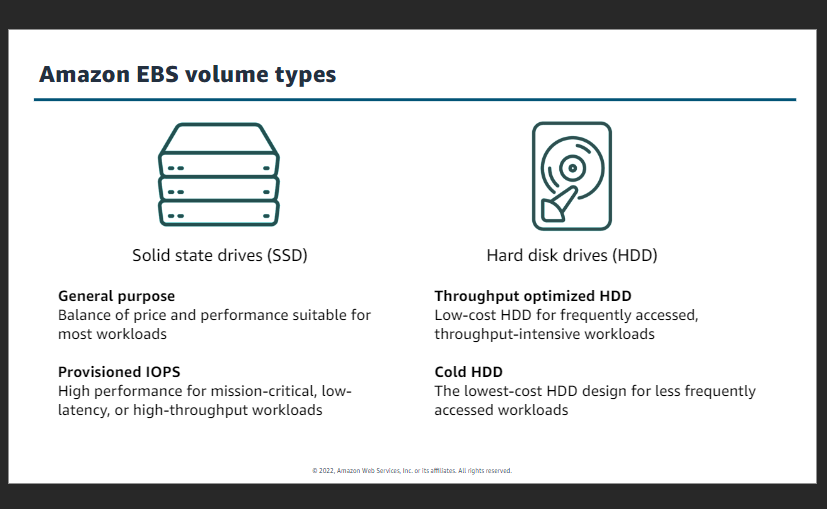 Amazon EBS volume types
Solid state drives (SSD)
General purpose
Balance of price and performance suitable for
most workloads
Provisioned IOPS
High performance for mission-critical, low-
latency, or high-throughput workloads
Hard disk drives (HDD)
Throughput optimized HDD
Low-cost HDD for frequently accessed,
throughput-intensive workloads
Cold HDD
The lowest-cost HDD design for less frequently
accessed workloads
© 2022, Amazon Web Services, Inc. or its affiliates. All rights reserved.